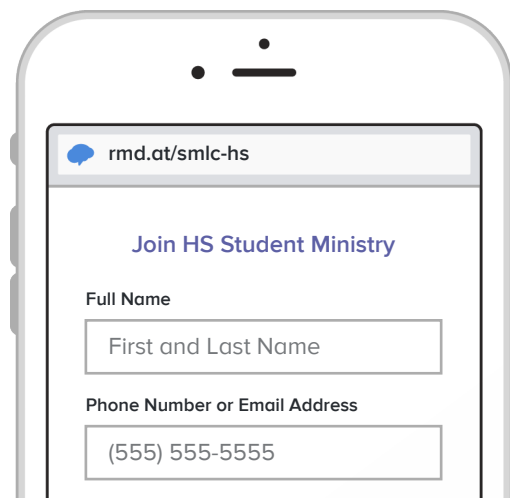 rmd.at/smlc-hs
Join HS Student Ministry
Full Name
First and Last Name
Phone Number or Email Address
(555) 555-5555